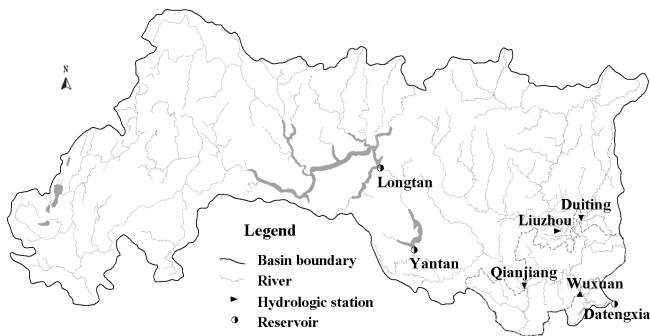 N
Longtan
Duiting
Liuzhou
Legend
Yantan
Basin boundary
Qianjiang
Wuxuan
River
Hydrologic station
Datengxia
Reservoir